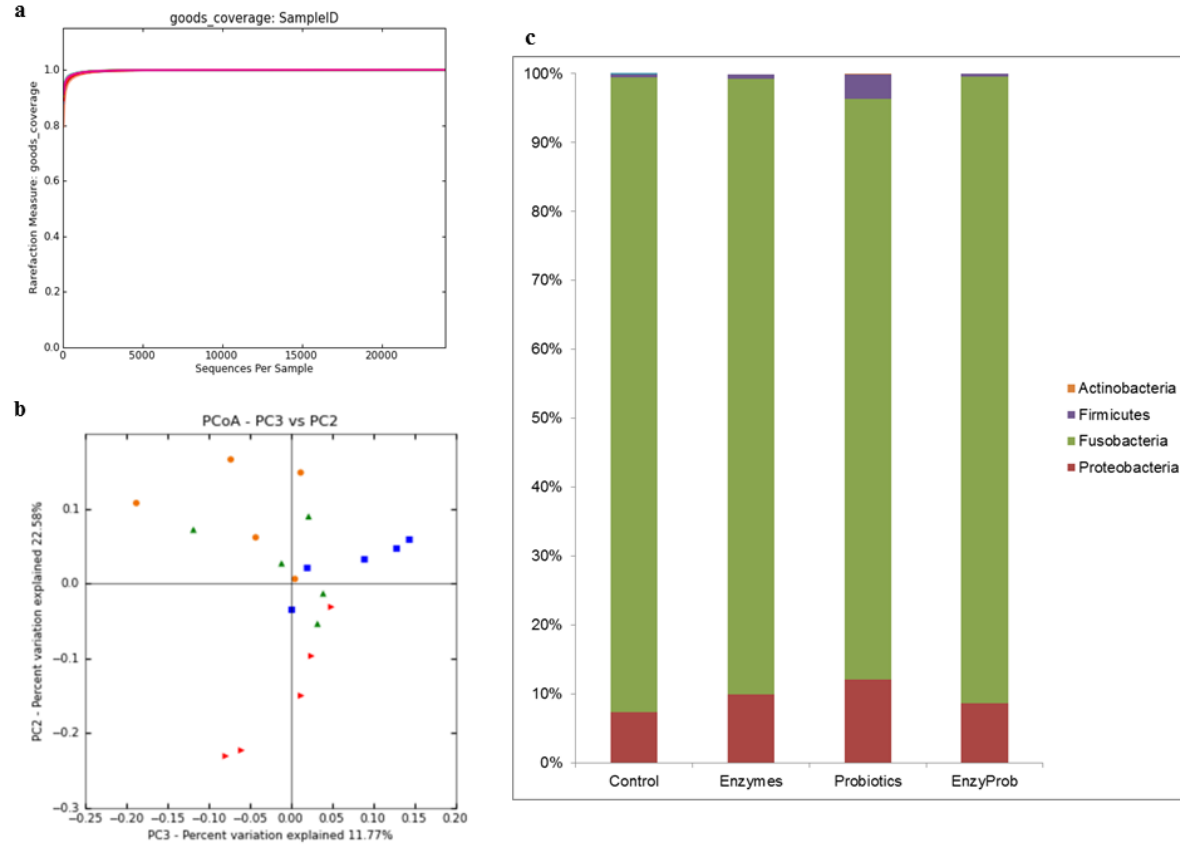 a
goods_coverage: SampleID
1.0
0.8
0.6
0.4
0.2
0.0
Rarefaction Measure: goods_coverage
0 5000 10000 15000 20000
Sequences Per Sample
b
PCoA - PC3 vs PC2
0.1
0.0
−0.1
−0.2
−0.3
PC2 - Percent variation explained 22.58%
−0.25 −0.20 −0.15 −0.10 −0.05 0.00 0.05 0.10 0.15 0.20
PC3 - Percent variation explained 11.77%
c
100%
90%
80%
70%
60%
50%
40%
30%
20%
10%
0%
Control Enzymes Probiotics EnzyProb
Actinobacteria
Firmicutes
Fusobacteria
Proteobacteria